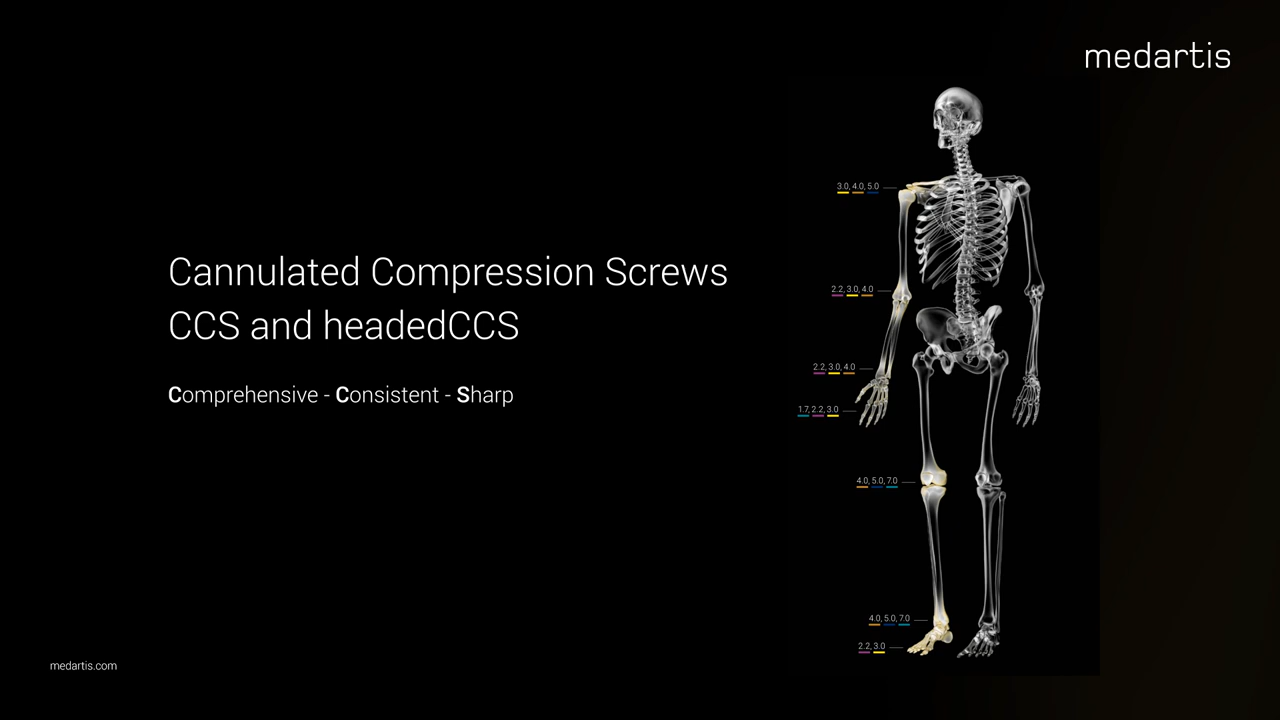 medartis
Cannulated Compression Screws
CCS and headedCCS
Comprehensive - Consistent - Sharp
3.0, 4.0, 5.0
2.2, 3.0, 4.0
2.2, 3.0, 4.0
1.7, 2.2, 3.0
4.0, 5.0, 7.0
4.0, 5.0, 7.0
2.2, 3.0
medartis.com